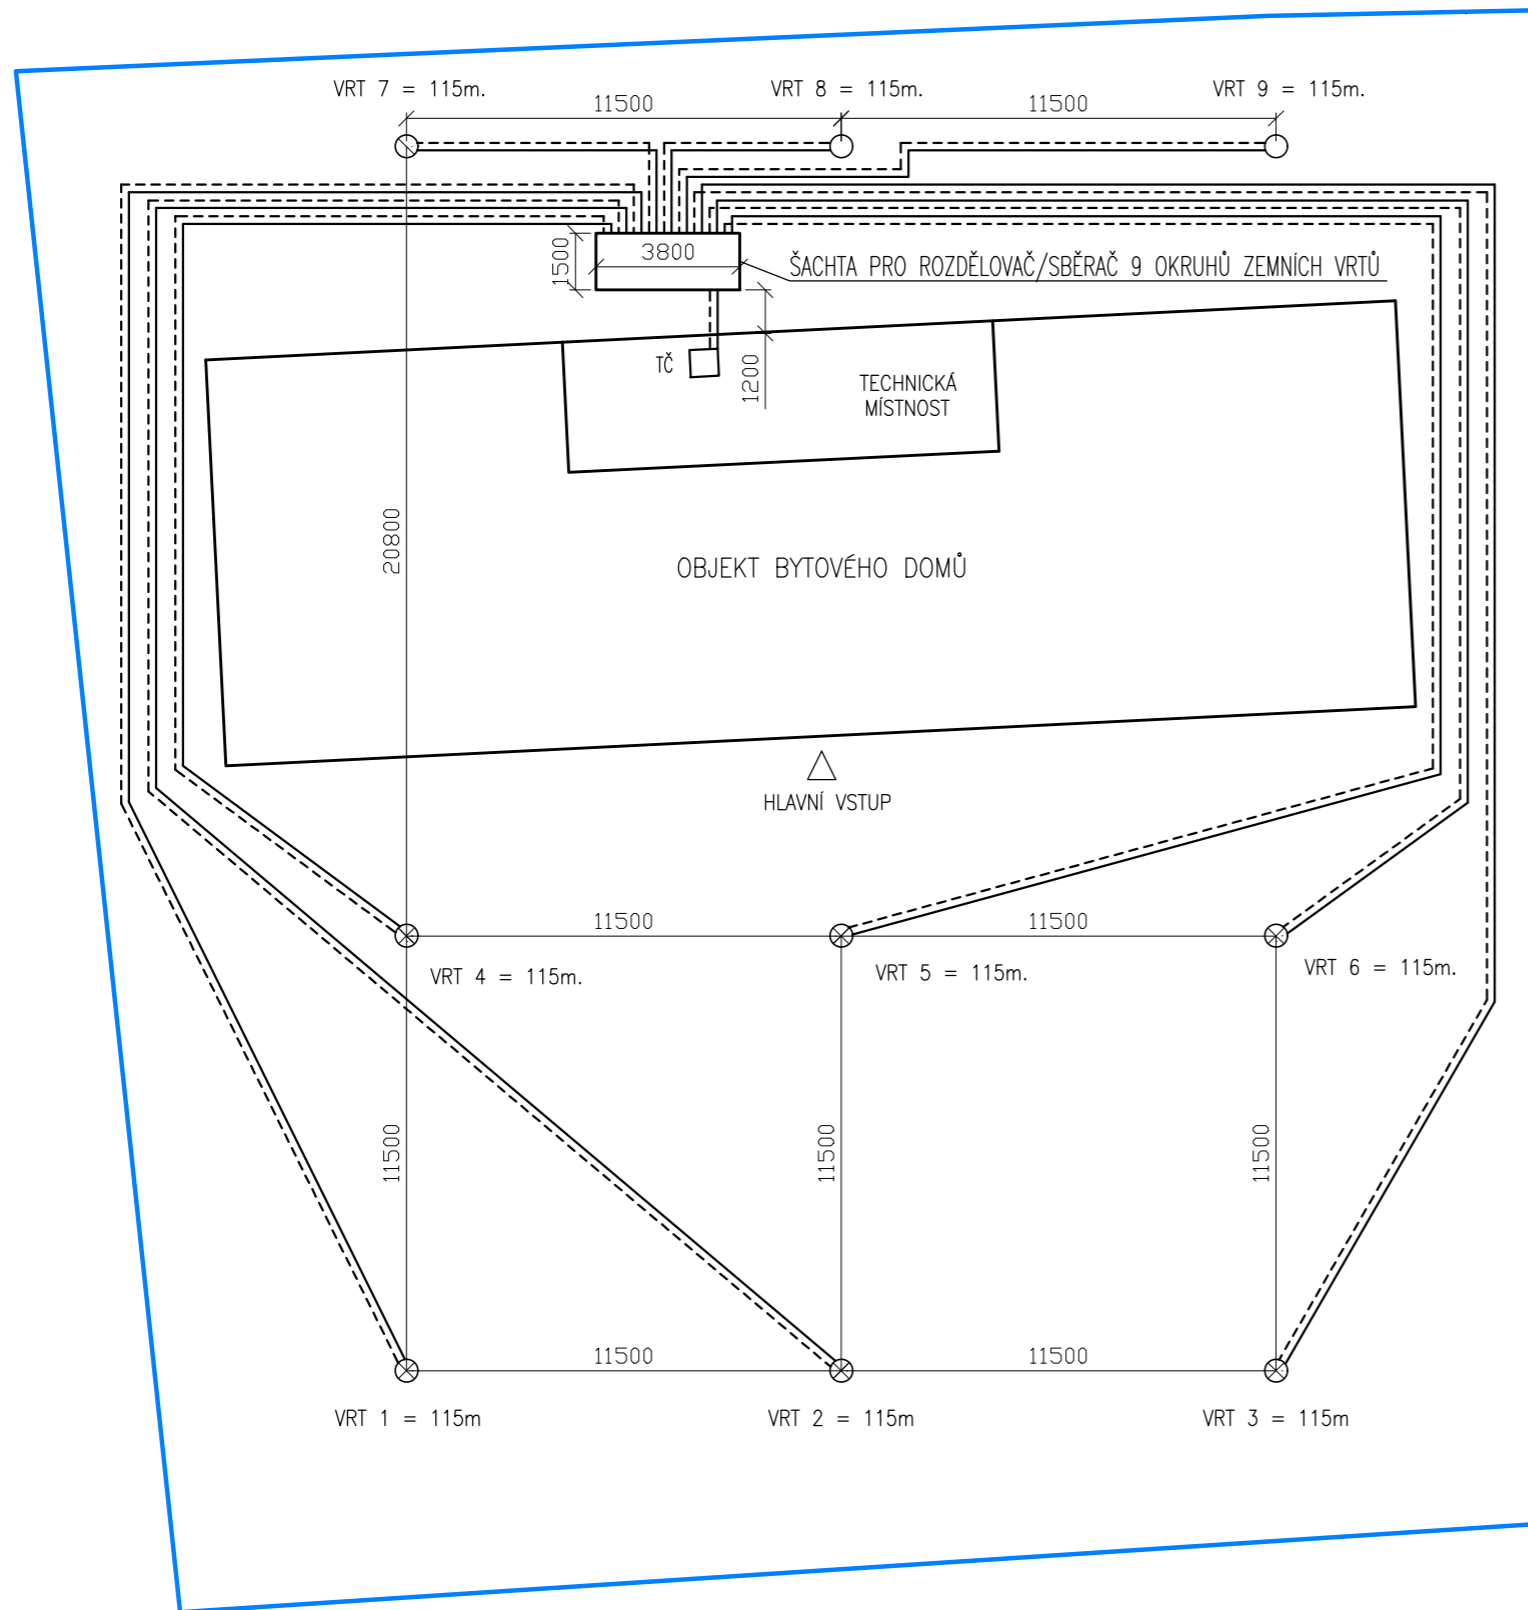 VRT 7 = 115m.
VRT 8 = 115m.
VRT 9 = 115m.
11500
11500
1500
3800
ŠACHTA PRO ROZDĚLOVAČ/SBĚRAČ 9 OKRUHŮ ZEMNÍCH VRTŮ
TČ
1200
TECHNICKÁ
MÍSTNOST
20800
OBJEKT BYTOVÉHO DOMŮ
HLAVNÍ VSTUP
11500
11500
VRT 4 = 115m.
VRT 5 = 115m.
VRT 6 = 115m.
11500
11500
11500
11500
11500
VRT 1 = 115m
VRT 2 = 115m
VRT 3 = 115m